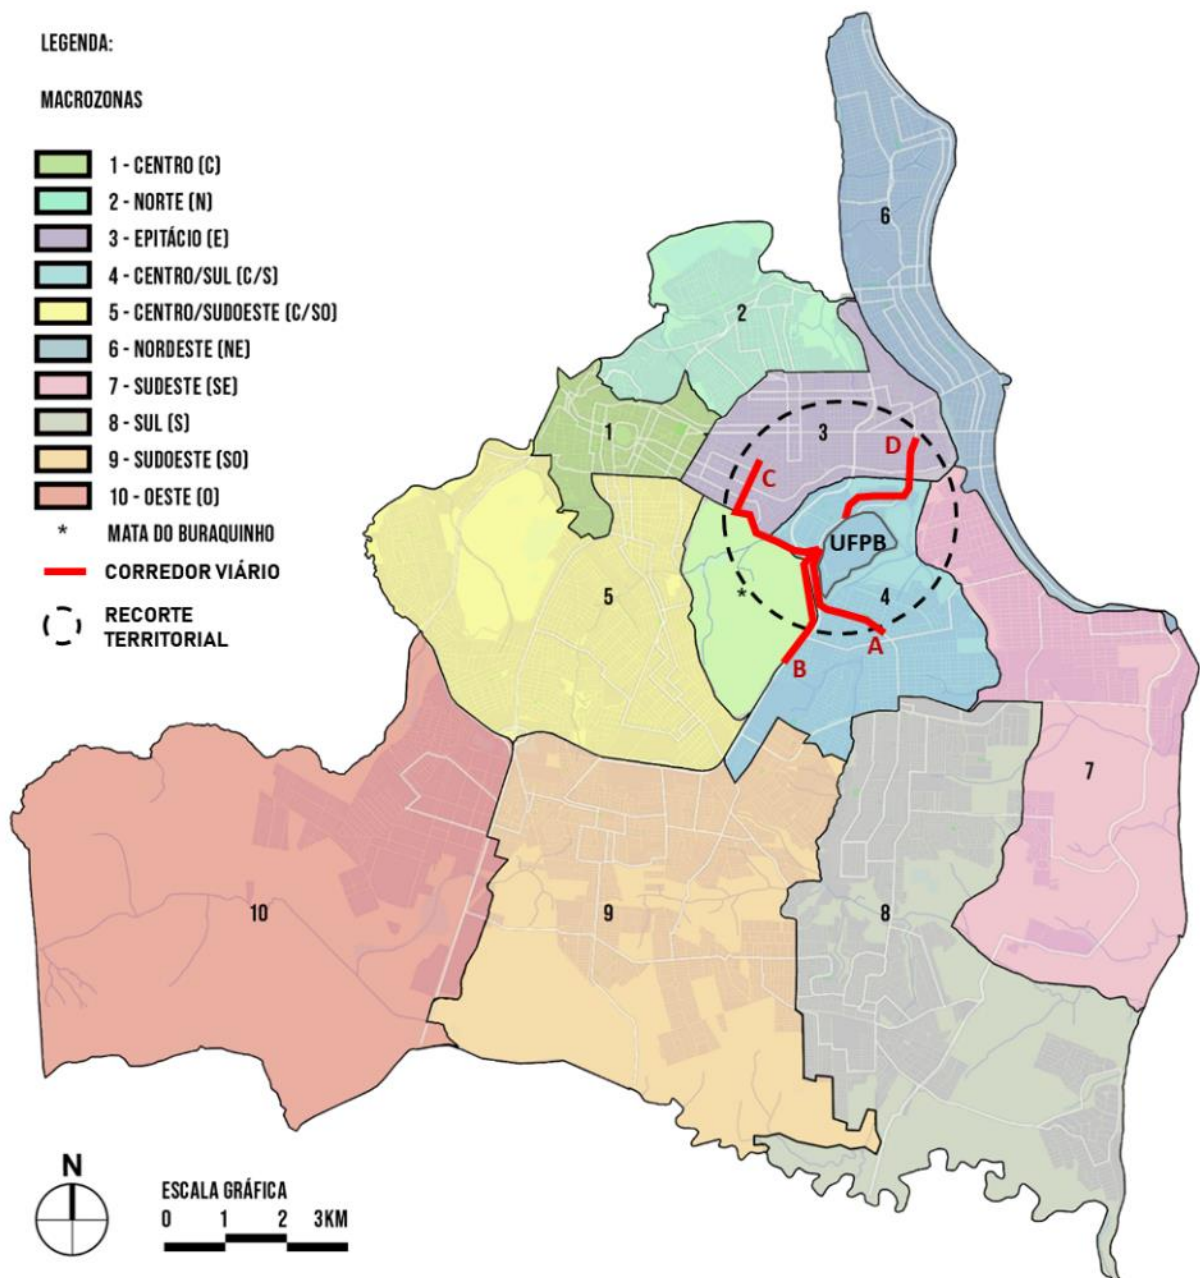 LEGENDA:
MACROZONAS
1 - CENTRO (C)
2 - NORTE (N)
3 - EPITÁCIO (E)
4 - CENTRO/SUL (C/S)
5 - CENTRO/SUDOESTE (C/SO)
6 - NORDESTE (NE)
7 - SUDESTE (SE)
8 - SUL (S)
9 - SUDOESTE (SO)
10 - OESTE (O)
* MATA DO BURAQUINHO
CORREDOR VIÁRIO
RECORTE
TERRITORIAL
6
2
1
3
D
C
UFPB
5
*
4
A
B
7
10
9
8
N
ESCALA GRÁFICA
0 1 2 3KM